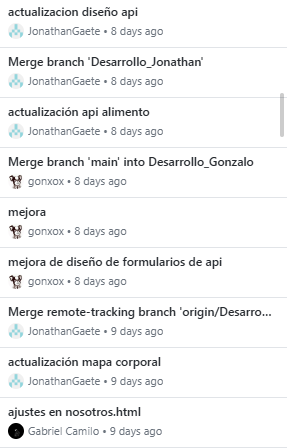 actualizacion diseño api
JonathanGaete • 8 days ago
Merge branch 'Desarrollo_Jonathan'
JonathanGaete • 8 days ago
actualización api alimento
JonathanGaete • 8 days ago
Merge branch 'main' into Desarrollo_Gonzalo
gonxox • 8 days ago
mejora
gonxox • 8 days ago
mejora de diseño de formularios de api
gonxox • 8 days ago
Merge remote-tracking branch 'origin/Desarro...
JonathanGaete • 9 days ago
actualización mapa corporal
JonathanGaete • 9 days ago
ajustes en nosotros.html
Gabriel Camilo • 9 days ago